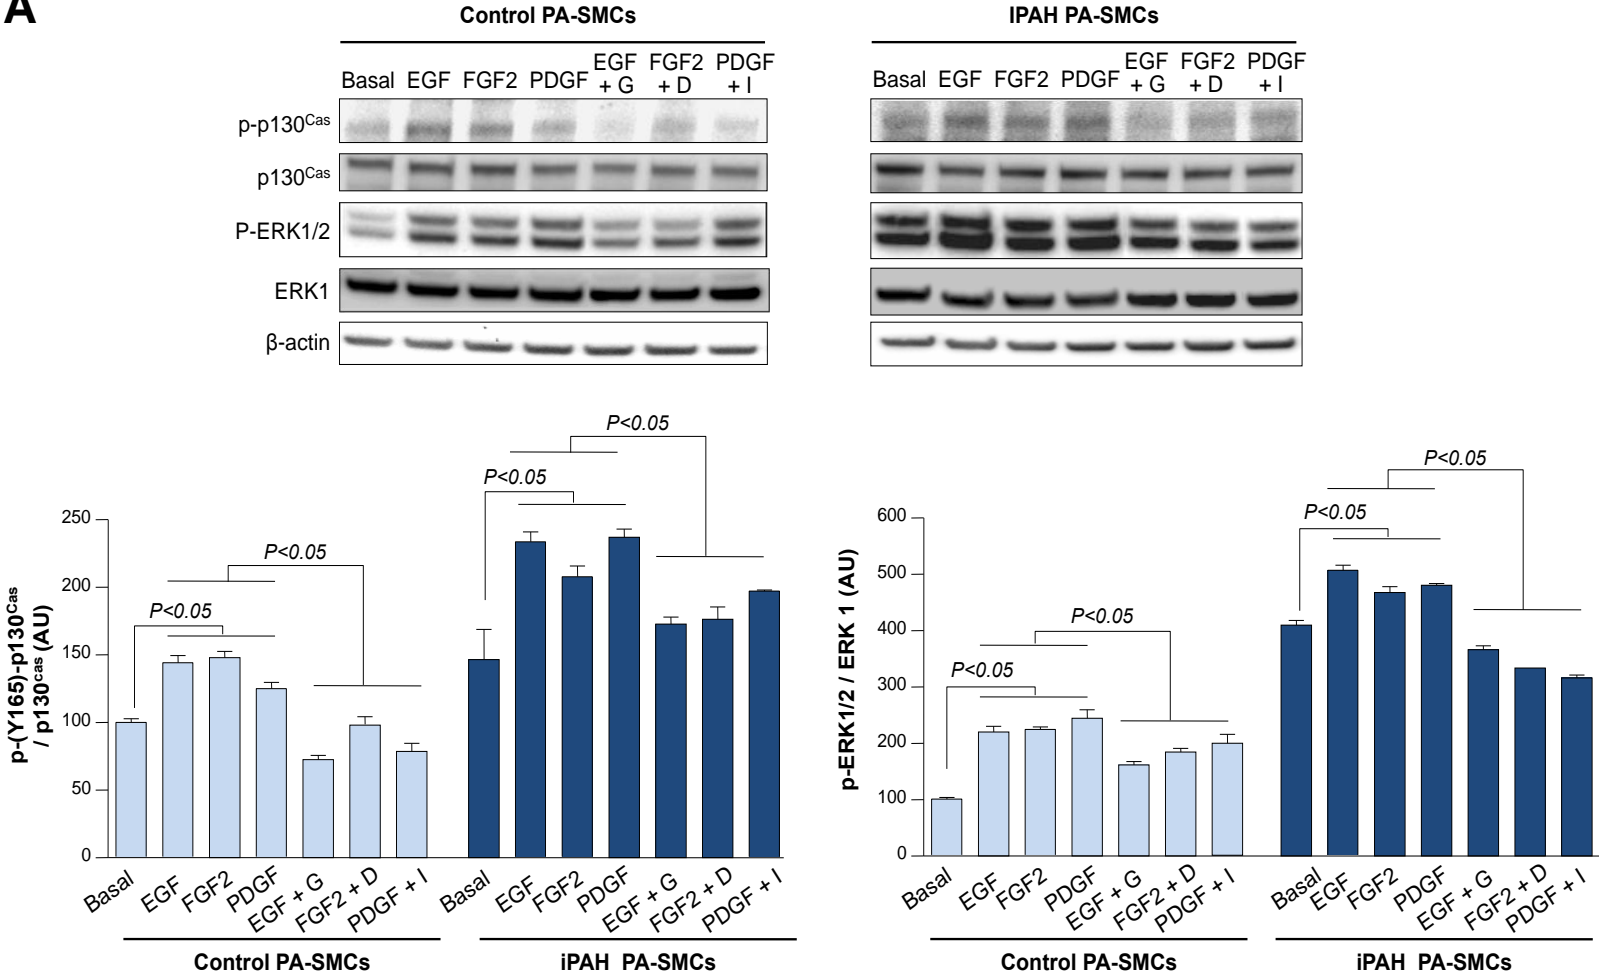 A
Control PA-SMCs
IPAH PA-SMCs
Basal EGF FGF2 PDGF EGF + G FGF2 + D PDGF + I
Basal EGF FGF2 PDGF EGF + G FGF2 + D PDGF + I
p-p130Cas
p130Cas
P-ERK1/2
ERK1
β-actin
p-(Y165)-p130Cas
/ p130cas (AU)
250
200
150
100
50
0
P<0.05
P<0.05
P<0.05
P<0.05
Basal
EGF
FGF2
PDGF
EGF + G
FGF2 + D
PDGF + I
Basal
EGF
FGF2
PDGF
EGF + G
FGF2 + D
PDGF + I
Control PA-SMCs
iPAH PA-SMCs
p-ERK1/2 / ERK 1 (AU)
600
500
400
300
200
100
0
P<0.05
P<0.05
P<0.05
P<0.05
Basal
EGF
FGF2
PDGF
EGF + G
FGF2 + D
PDGF + I
Basal
EGF
FGF2
PDGF
EGF + G
FGF2 + D
PDGF + I
Control PA-SMCs
iPAH PA-SMCs